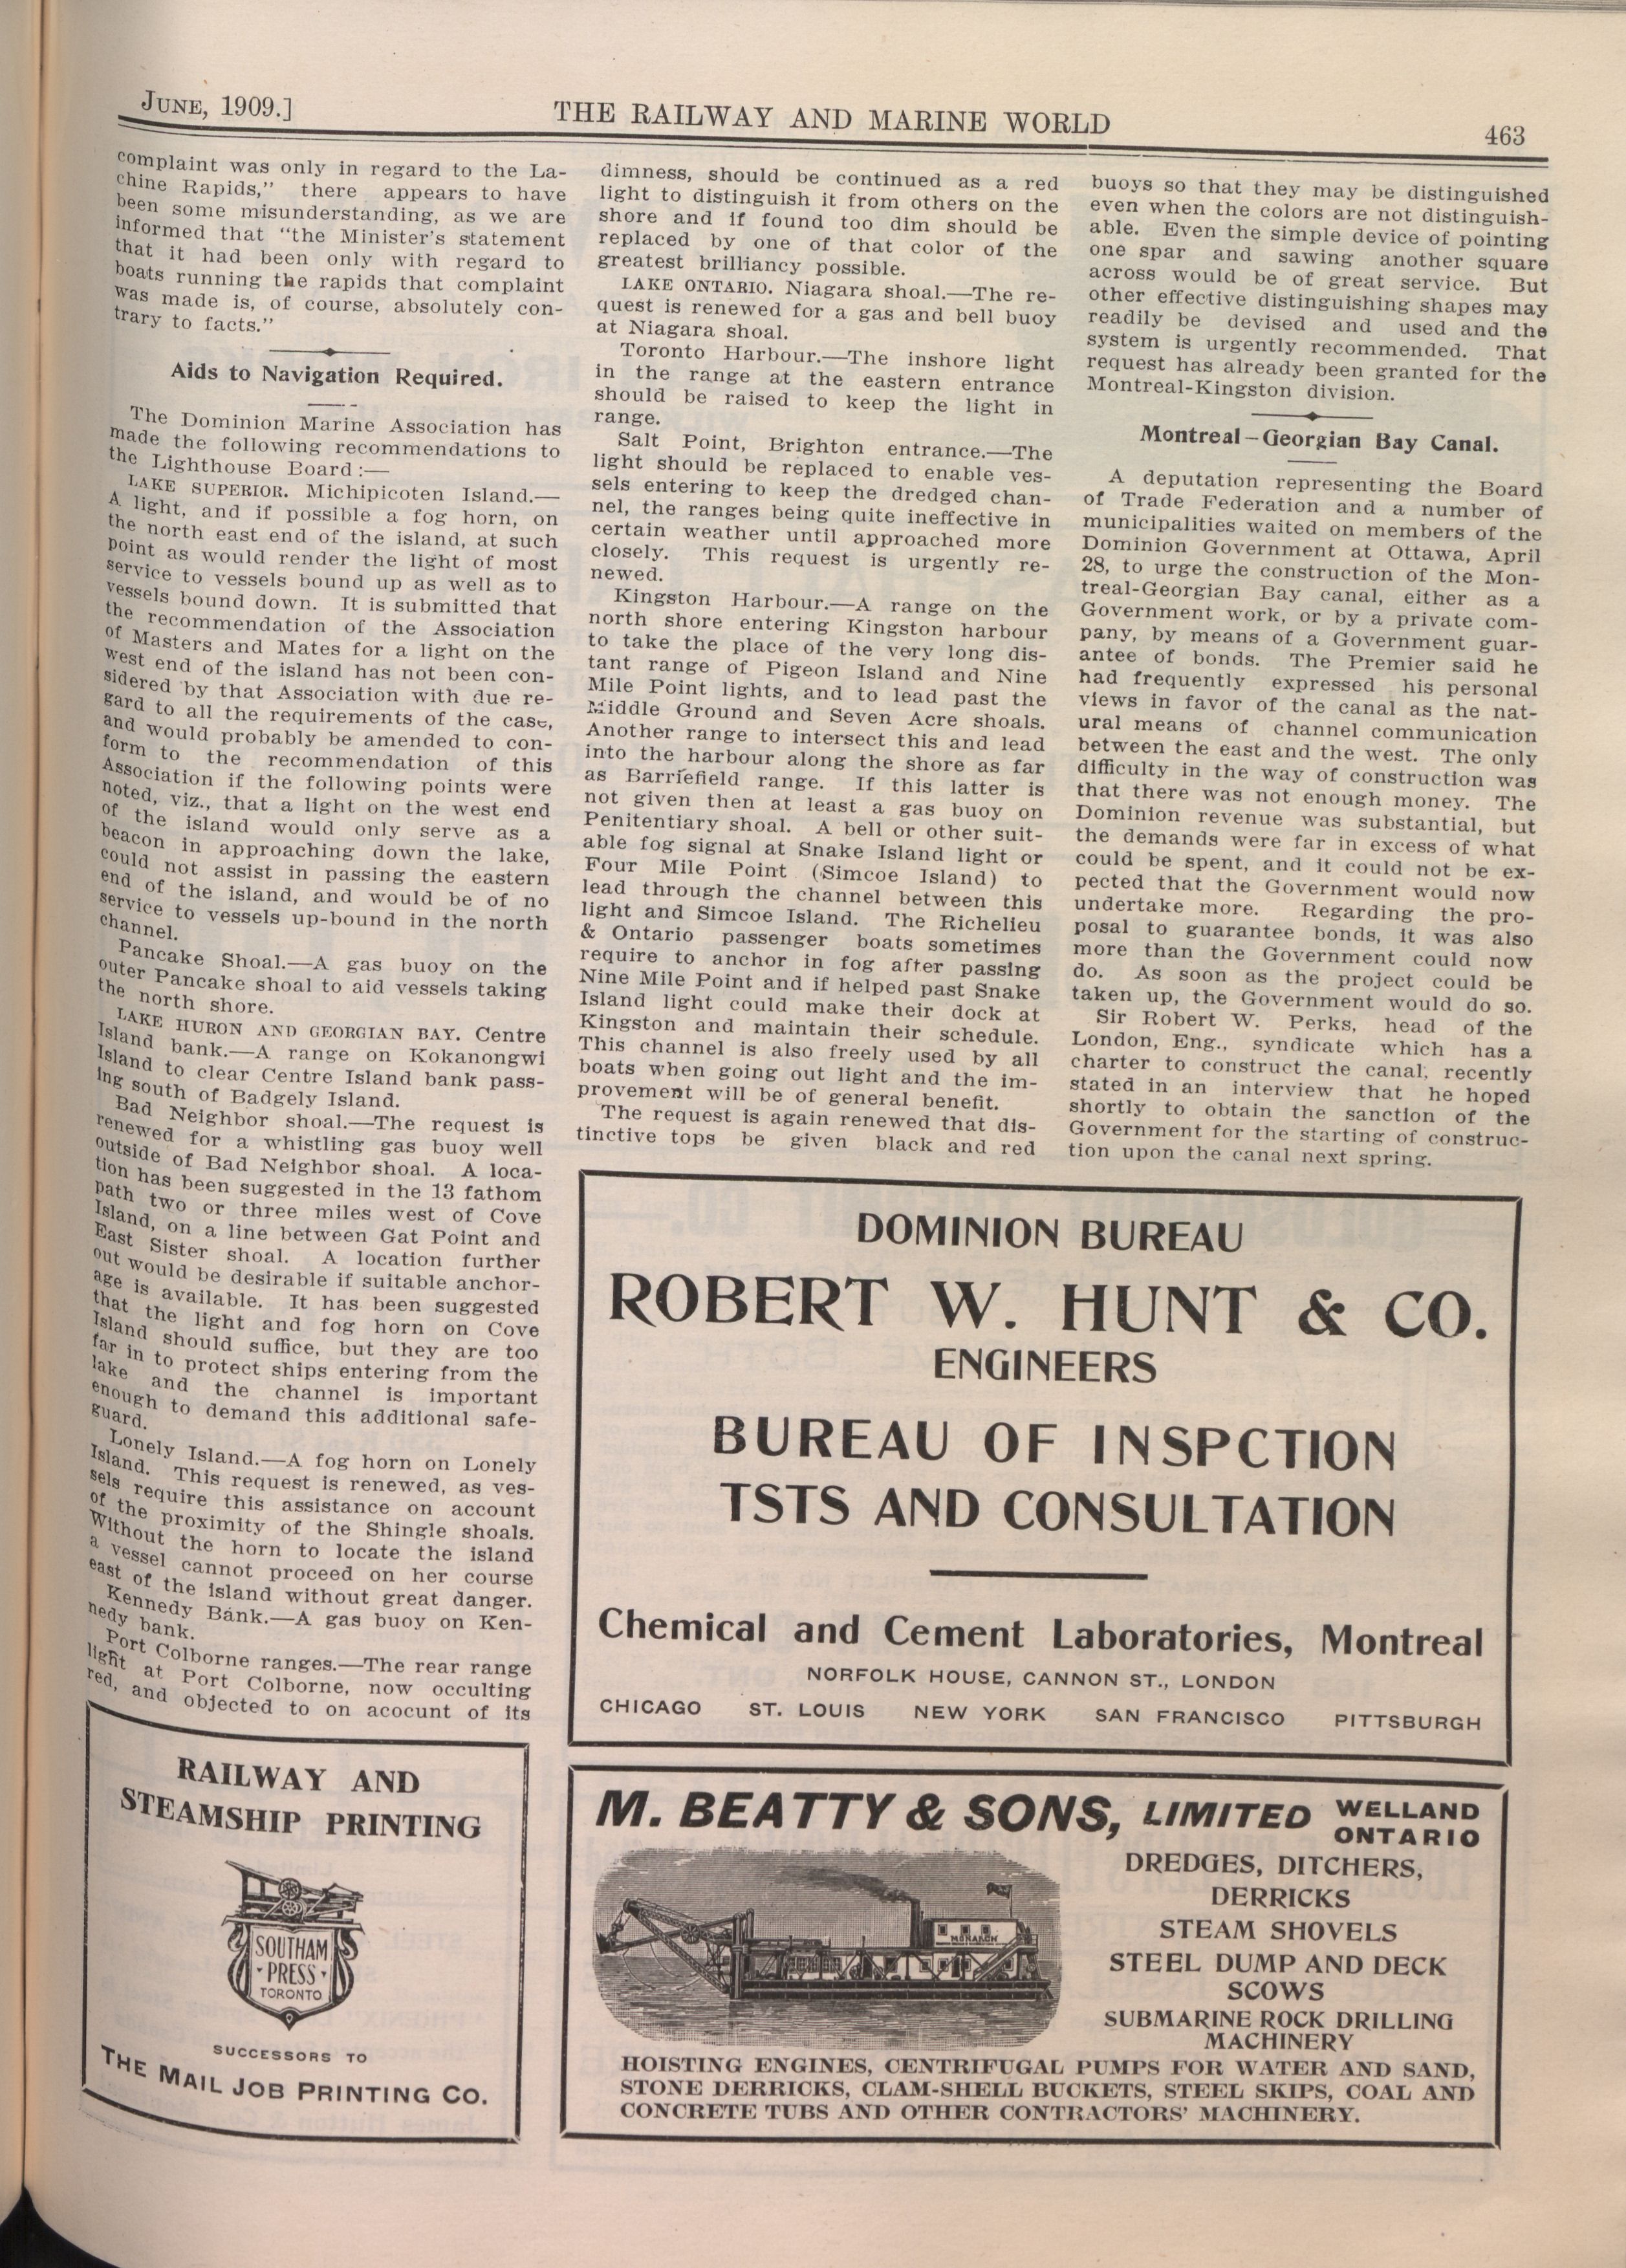 JUNE, 1909.]
THE RAILWAY AND MARINE WORLD
463
complaint was only in regard to the La-
chine Rapids," there appears to have
been some misunderstanding, as we are
informed that "the Minister's statement
that it had been only with regard to
boats running the rapids that complaint
was made is, of course, absolutely con-
trary to facts."
Aids to Navigation Required.
The Dominion Marine Association has
made the following recommendations to
the Lighthouse Board:—
LAKE SUPERIOR. Michipicoten Island.—
A light, and if possible a fog horn, on
the north east end of the island, at such
point as would render the light of most
service to vessels bound up as well as to
vessels bound down. It is submitted that
the recommendation of the Association
of Masters and Mates for a light on the
west end of the island has not been con-
sidered by that Association with due re-
gard to all the requirements of the case,
and would probably be amended to con-
form to the recommendation of this
Association if the following points were
noted, viz., that a light on the west end
of the island would only serve as a
beacon in approaching down the lake,
could not assist in passing the eastern
end of the island, and would be of no
service to vessels up-bound in the north
channel.
Pancake Shoal.—A gas buoy on the
outer Pancake shoal to aid vessels taking
the north shore.
LAKE HURON AND GEORGIAN BAY. Centre
Island bank.—A range on Kokanongwi
Island to clear Centre Island bank pass-
ing south of Badgely Island.
Bad Neighbor shoal.—The request is
renewed for a whistling gas buoy well
outside of Bad Neighbor shoal. A loca-
tion has been suggested in the 13 fathom
path two or three miles west of Cove
Island, on a line between Gat Point and
East Sister shoal. A location further
out would be desirable if suitable anchor-
age is available. It has been suggested
that the light and fog horn on Cove
Island should suffice, but they are too
far in to protect ships entering from the
lake and the channel is important
enough to demand this additional safe-
guard.
Lonely Island.—A fog horn on Lonely
Island. This request is renewed, as ves-
sels require this assistance on account
of the proximity of the Shingle shoals.
Without the horn to locate the island
a vessel cannot proceed on her course
east of the island without great danger.
Kennedy Bank.—A gas buoy on Ken-
nedy bank.
Port Colborne ranges.—The rear range
light at Port Colborne, now occulting
red, and objected to on acocunt of its
dimness, should be continued as a red
light to distinguish it from others on the
shore and if found too dim should be
replaced by one of that color of the
greatest brilliancy possible.
LAKE ONTARIO. Niagara shoal.—The re-
quest is renewed for a gas and bell buoy
at Niagara shoal.
Toronto Harbour.—The inshore light
in the range at the eastern entrance
should be raised to keep the light in
range.
Salt Point, Brighton entrance.—The
light should be replaced to enable ves-
sels entering to keep the dredged chan-
nel, the ranges being quite ineffective in
certain weather until approached more
closely. This request is urgently re-
newed.
Kingston Harbour.—A range on the
north shore entering Kingston harbour
to take the place of the very long dis-
tant range of Pigeon Island and Nine
Mile Point lights, and to lead past the
Middle Ground and Seven Acre shoals.
Another range to intersect this and lead
into the harbour along the shore as far
as Barriefield range. If this latter is
not given then at least a gas buoy on
Penitentiary shoal. A bell or other suit-
able fog signal at Snake Island light or
Four Mile Point (Simcoe Island) to
lead through the channel between this
light and Simcoe Island. The Richelieu
& Ontario passenger boats sometimes
require to anchor in fog after passing
Nine Mile Point and if helped past Snake
Island light could make their dock at
Kingston and maintain their schedule.
This channel is also freely used by all
boats when going out light and the im-
provement will be of general benefit.
The request is again renewed that dis-
tinctive tops be given black and red
buoys so that they may be distinguished
even when the colors are not distinguish-
able. Even the simple device of pointing
one spar and sawing another square
across would be of great service. But
other effective distinguishing shapes may
readily be devised and used and the
system is urgently recommended. That
request has already been granted for the
Montreal-Kingston division.
Montreal-Georgian Bay Canal.
A deputation representing the Board
of Trade Federation and a number of
municipalities waited on members of the
Dominion Government at Ottawa, April
28, to urge the construction of the Mon-
treal-Georgian Bay canal, either as a
Government work, or by a private com-
pany, by means of a Government guar-
antee of bonds. The Premier said he
had frequently expressed his personal
views in favor of the canal as the nat-
ural means of channel communication
between the east and the west. The only
difficulty in the way of construction was
that there was not enough money. The
Dominion revenue was substantial, but
the demands were far in excess of what
could be spent, and it could not be ex-
pected that the Government would now
undertake more. Regarding the pro-
posal to guarantee bonds, it was also
more than the Government could now
do. As soon as the project could be
taken up, the Government would do so.
Sir Robert W. Perks, head of the
London, Eng., syndicate which has a
charter to construct the canal, recently
stated in an interview that he hoped
shortly to obtain the sanction of the
Government for the starting of construc-
tion upon the canal next spring.
DOMINION BUREAU
ROBERT W. HUNT & CO.
ENGINEERS
BUREAU OF INSPCTION
TSTS AND CONSULTATION
Chemical and Cement Laboratories, Montreal
NORFOLK HOUSE, CANNON ST., LONDON
CHICAGO ST. LOUIS NEW YORK SAN FRANCISCO PITTSBURGH
RAILWAY AND
STEAMSHIP PRINTING
SOUTHAM
PRESS
TORONTO
SUCCESSORS TO
THE MAIL JOB PRINTING CO.
M. BEATTY & SONS, LIMITED WELLAND
ONTARIO
MONARCH
DREDGES, DITCHERS,
DERRICKS
STEAM SHOVELS
STEEL DUMP AND DECK
SCOWS
SUBMARINE ROCK DRILLING
MACHINERY
HOISTING ENGINES, CENTRIFUGAL PUMPS FOR WATER AND SAND,
STONE DERRICKS, CLAM-SHELL BUCKETS, STEEL SKIPS, COAL AND
CONCRETE TUBS AND OTHER CONTRACTORS' MACHINERY.